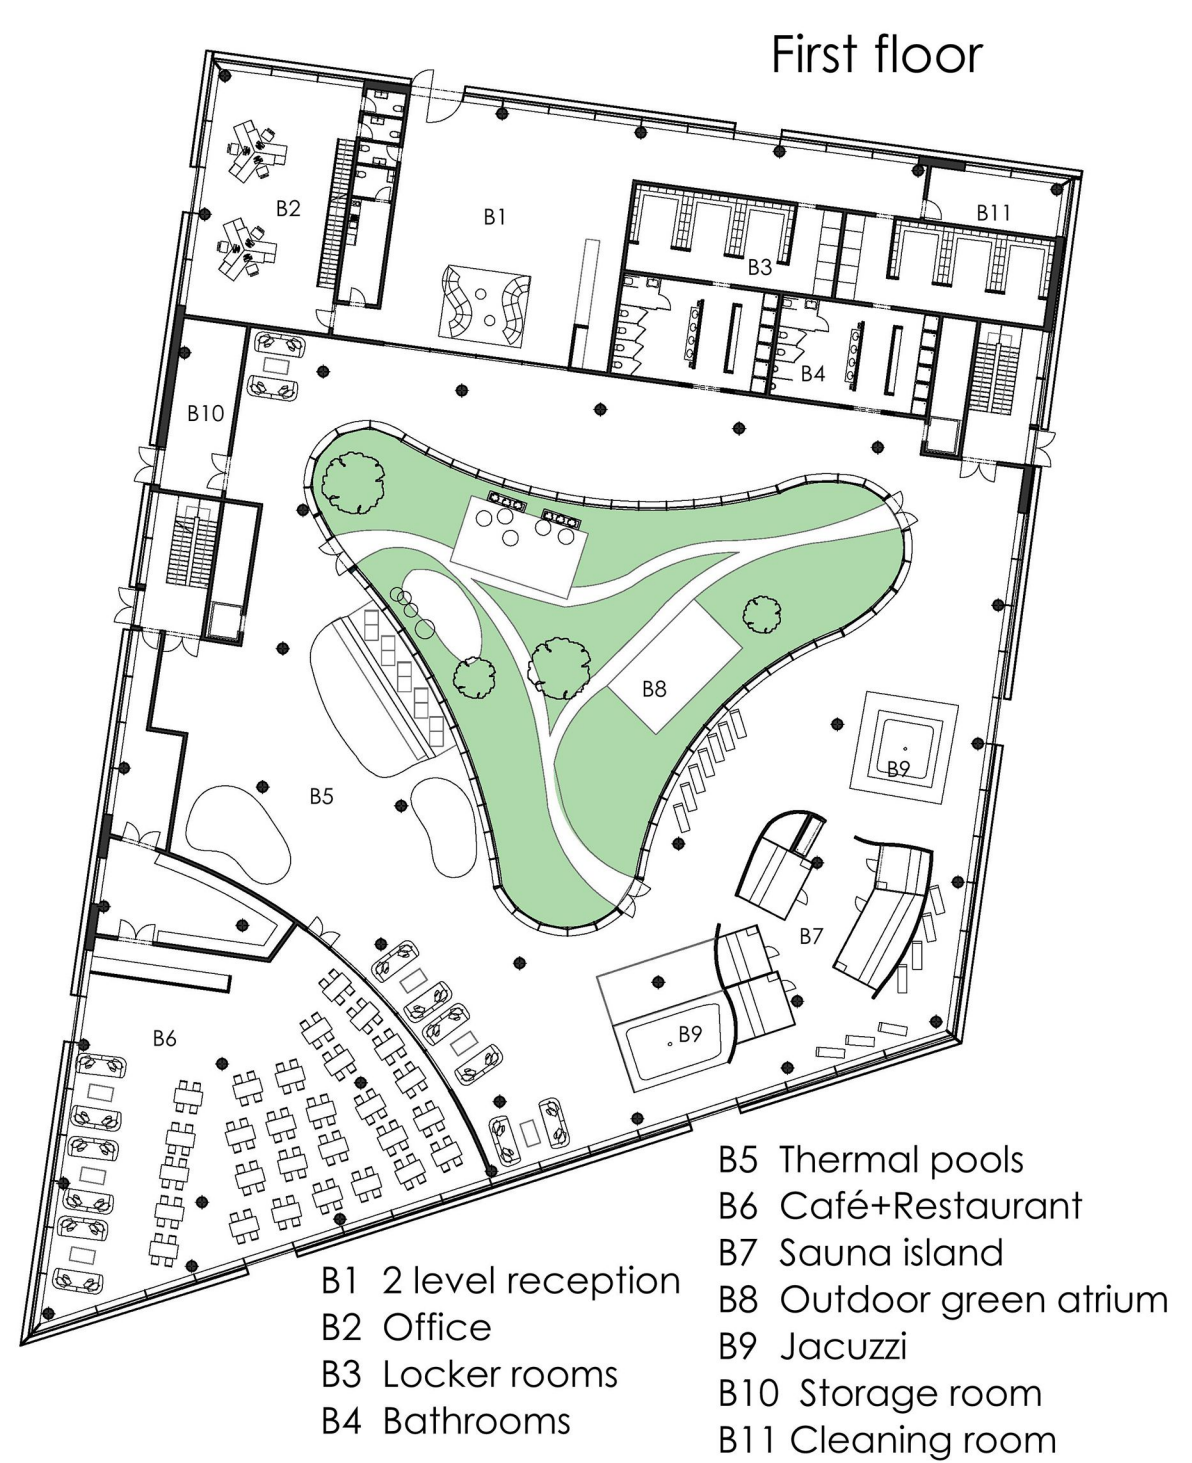 First floor
B2
B1
B11
B3
B4
B10
B8
B9
B5
B7
B9
B6
B5 Thermal pools
B6 Café+Restaurant
B7 Sauna island
B8 Outdoor green atrium
B9 Jacuzzi
B10 Storage room
B11 Cleaning room
B1 2 level reception
B2 Office
B3 Locker rooms
B4 Bathrooms